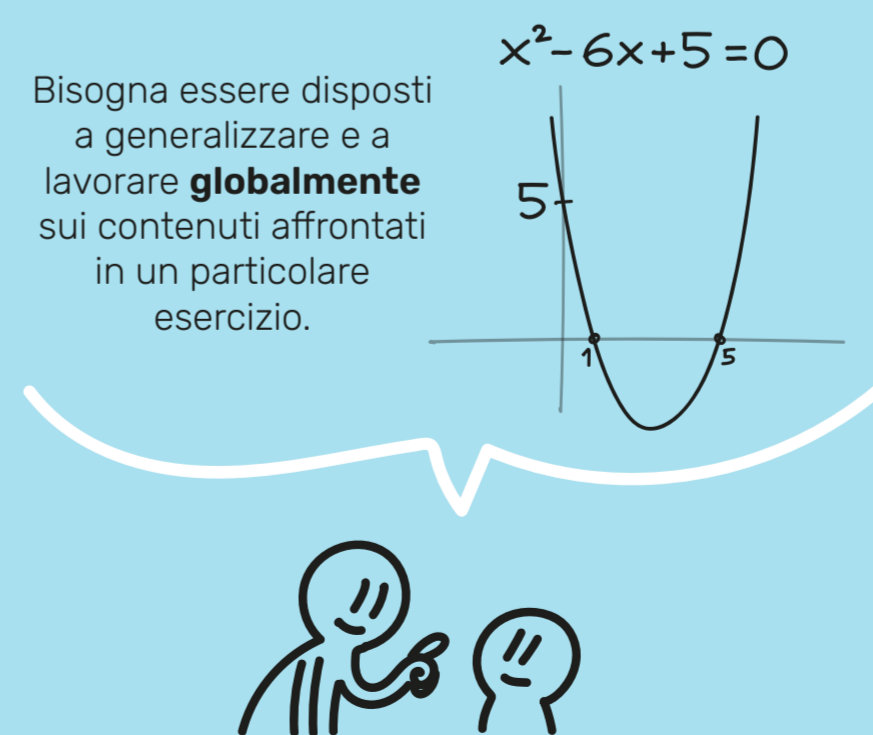 x²-6x+5=0
Bisogna essere disposti
a generalizzare e a
lavorare globalmente
sui contenuti affrontati
in un particolare
esercizio.
5
1
5